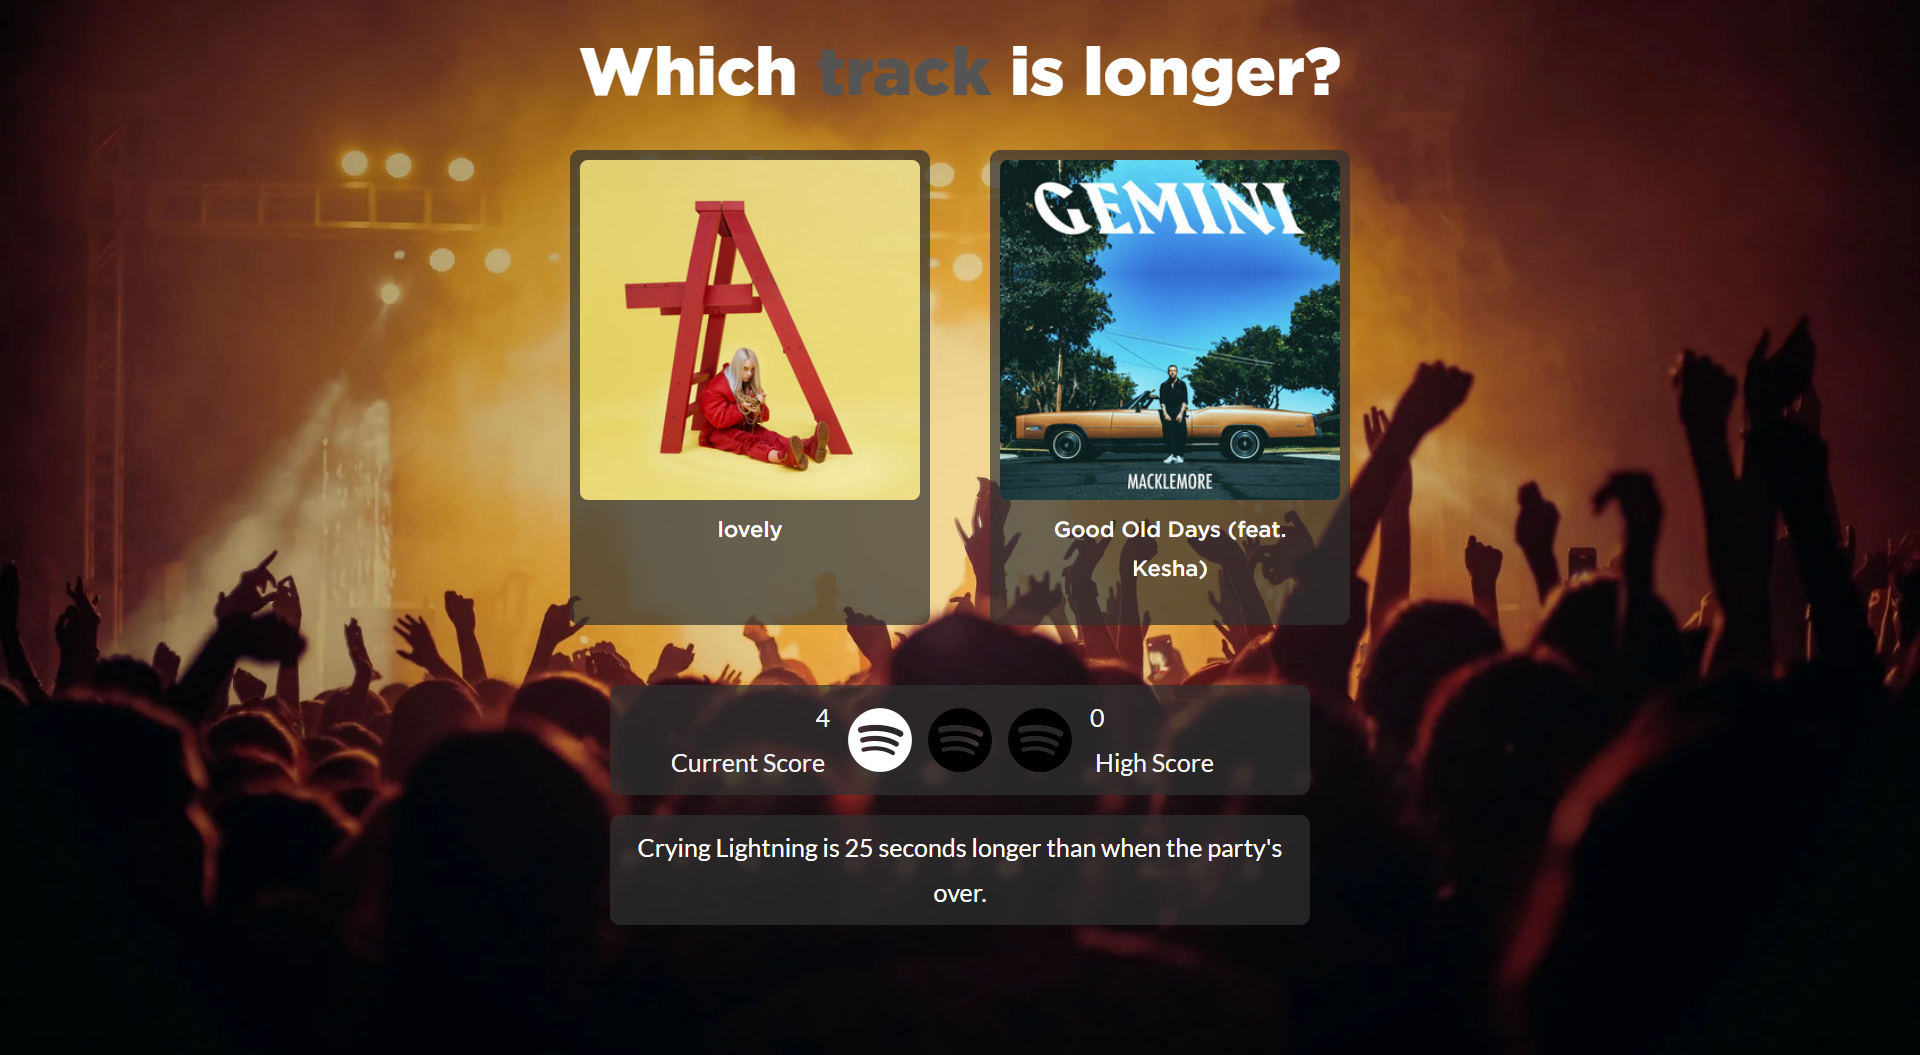 Which track is longer?
GEMINI
MACKLEMORE
lovely
Good Old Days (feat.
Kesha)
4
Current Score
0
High Score
Crying Lightning is 25 seconds longer than when the party's
over.